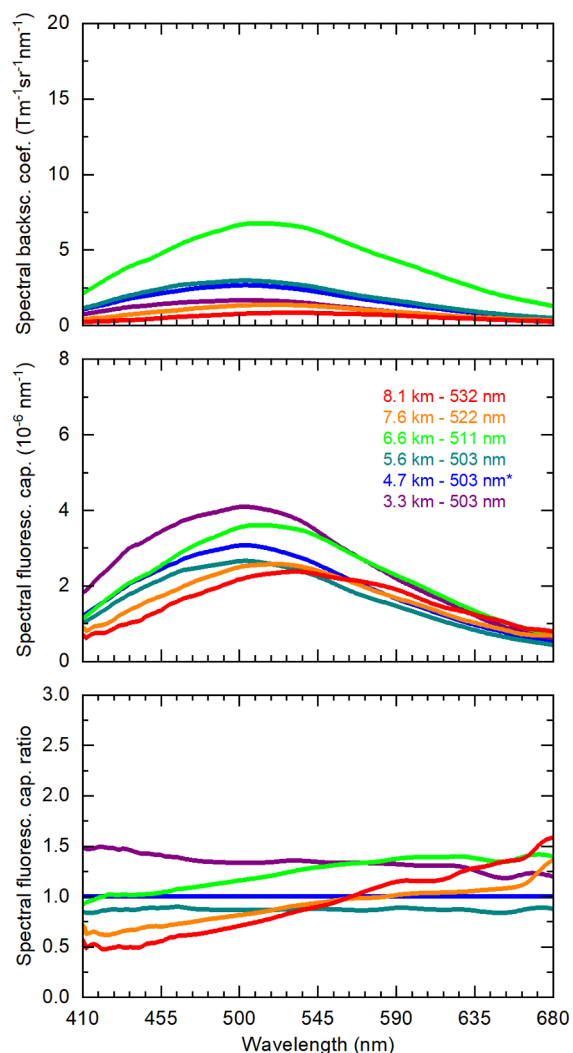 20
15
10
5
0
Spectral backsc. coef. (Tm⁻¹sr⁻¹nm⁻¹)
8
6
4
2
0
Spectral fluoresc. cap. (10⁻⁶ nm⁻¹)
8.1 km - 532 nm
7.6 km - 522 nm
6.6 km - 511 nm
5.6 km - 503 nm
4.7 km - 503 nm*
3.3 km - 503 nm
3.0
2.5
2.0
1.5
1.0
0.5
0.0
Spectral fluoresc. cap. ratio
410 455 500 545 590 635 680
Wavelength (nm)